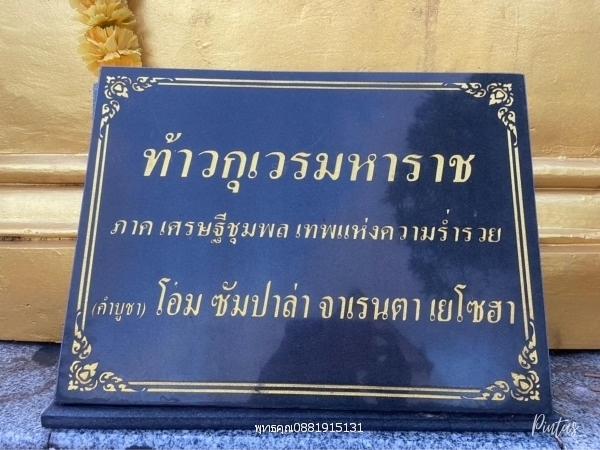 ท้าวกุเวรมหาราช
ภาค เศรษฐีชุมพล เทพแห่งความร่ำรวย
(คำบูชา) โอ่ม ซัมปาล่า จาเรนตา เยโซฮา
พุทธคุณ0881915131
Pintas